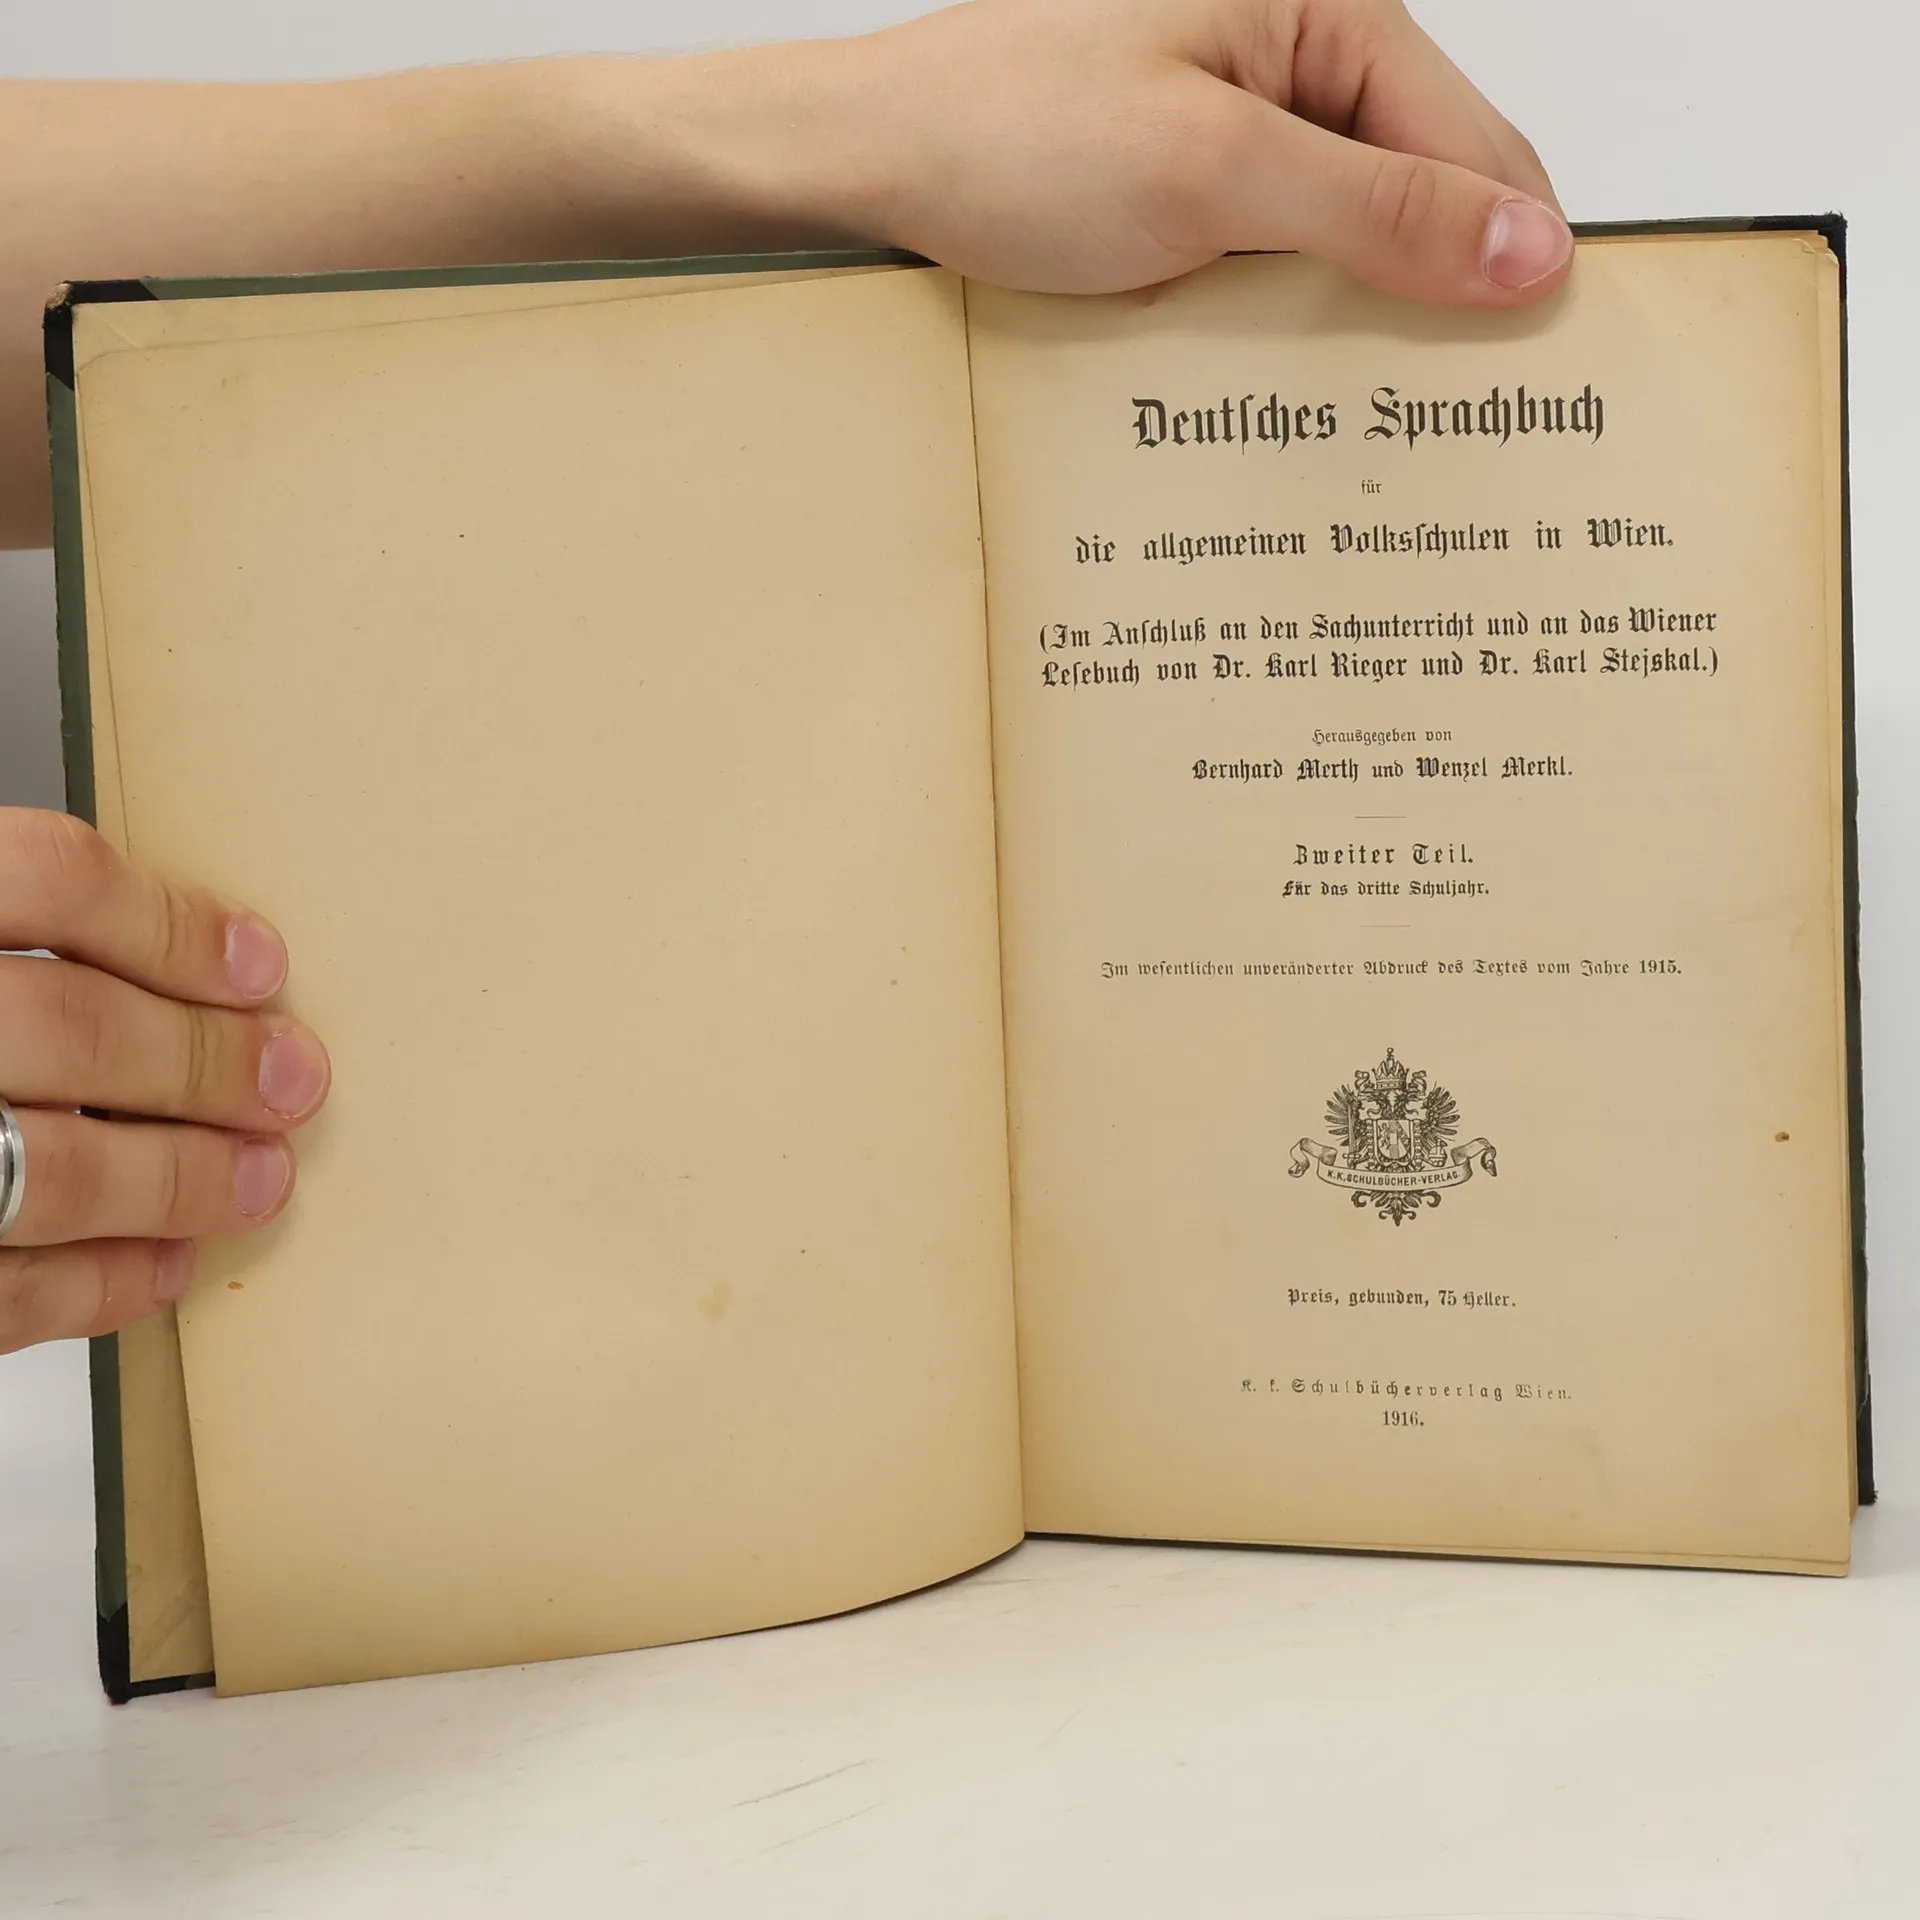 Deutſches Sprachbuch
für
die allgemeinen Volksſchulen in Wien.
(Im Anſchluß an den Sachunterricht und an das Wiener
Leſebuch von Dr. Karl Rieger und Dr. Karl Stejskal.)
Herausgegeben von
Bernhard Merth und Wenzel Merkl.
Zweiter Teil.
Für das dritte Schuljahr.
Im weſentlichen unveränderter Abdruck des Textes vom Jahre 1915.
K.K.SCHULBÜCHER-VERLAG.
Preis, gebunden, 75 Heller.
K. k. Schulbücherverlag Wien.
1916.